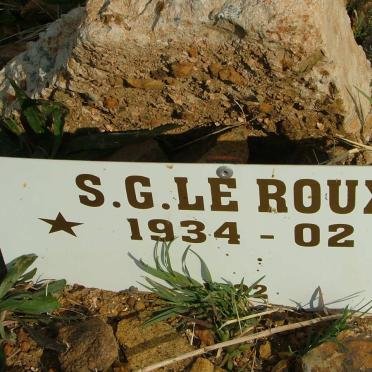 S.G.LE ROUX
★ 1934 - 02